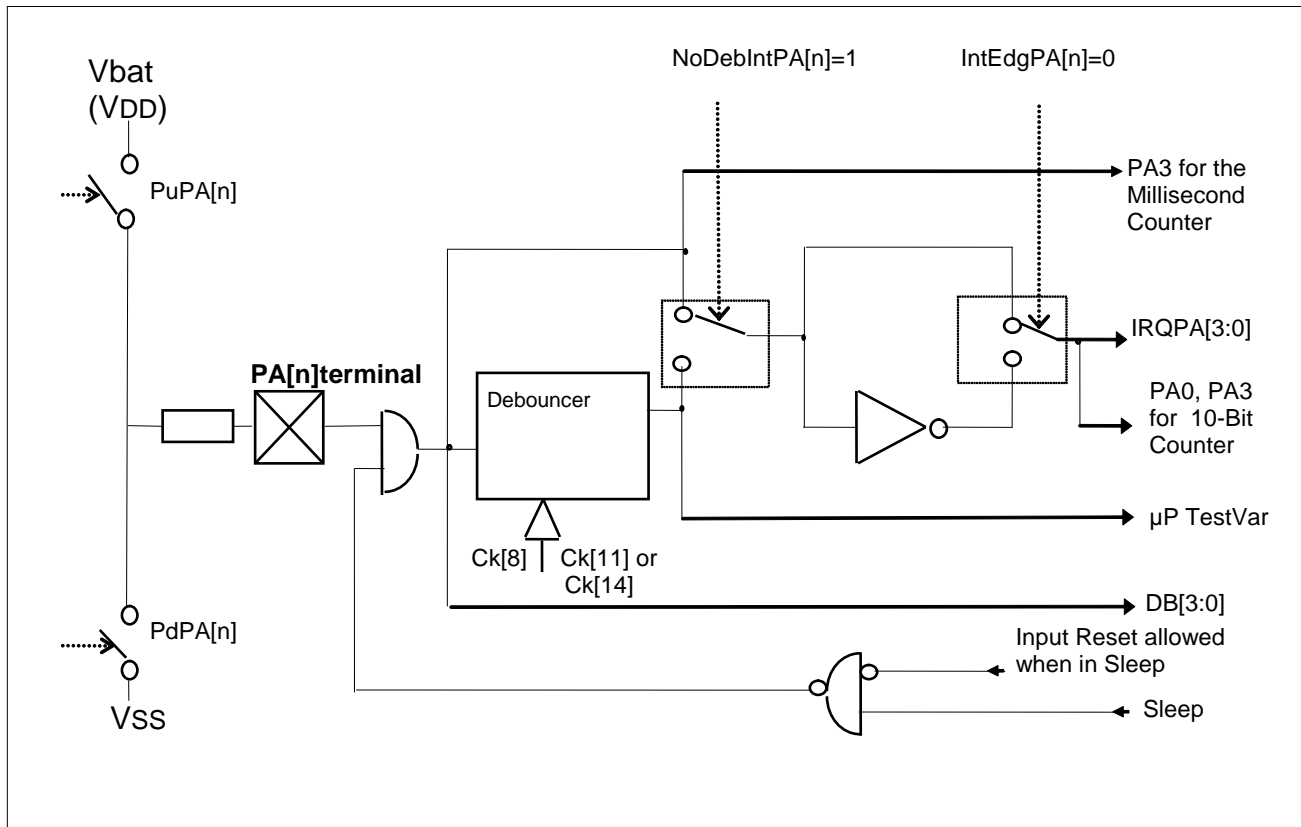 NoDebIntPA[n]=1
IntEdgPA[n]=0
Vbat
(VDD)
PuPA[n]
PA3 for the
Millisecond
Counter
IRQPA[3:0]
PA[n]terminal
Debouncer
PA0, PA3
for 10-Bit
Counter
µP TestVar
Ck[8]
Ck[11] or
Ck[14]
DB[3:0]
PdPA[n]
Input Reset allowed
when in Sleep
Sleep
VSS